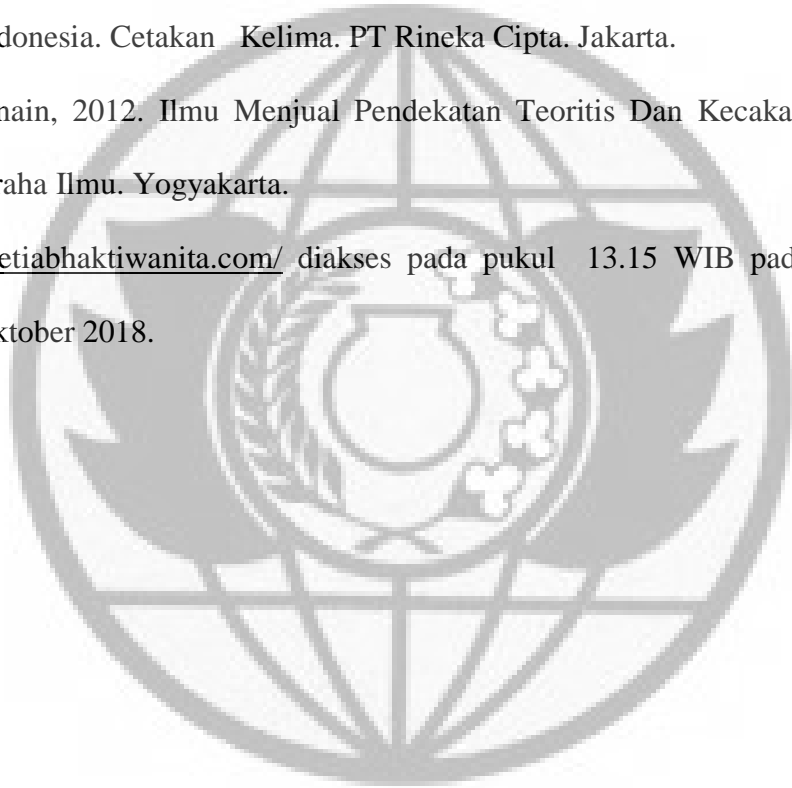 donesia. Cetakan Kelima. PT Rineka Cipta. Jakarta.
main, 2012. Ilmu Menjual Pendekatan Teoritis Dan Kecaka
raha Ilmu. Yogyakarta.
etiabhaktiwanita.com/ diakses pada pukul 13.15 WIB pad
ktober 2018.